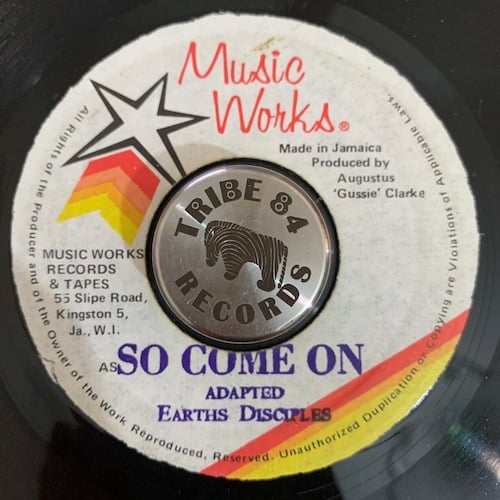 Music
Works®
Made in Jamaica
Produced by
Augustus
'Gussie' Clarke
TRIBE 84
RECORDS
MUSIC WORKS
RECORDS
& TAPES
55 Slipe Road,
Kingston 5,
Ja., W.I.
AS SO COME ON
ADAPTED
EARTHS DISCIPLES
All Rights of the Producer and of the Owner of the Work Reproduced, Reserved. Unauthorized Duplication or Copying are Violations of Applicable Laws.